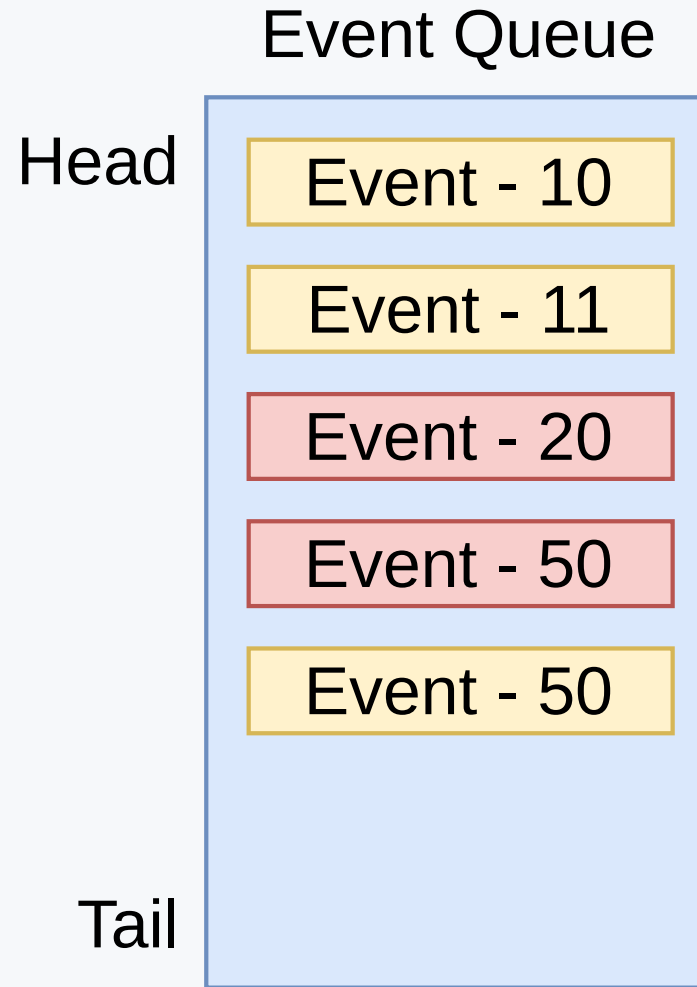 Event Queue
Head
Event - 10
Event - 11
Event - 20
Event - 50
Event - 50
Tail